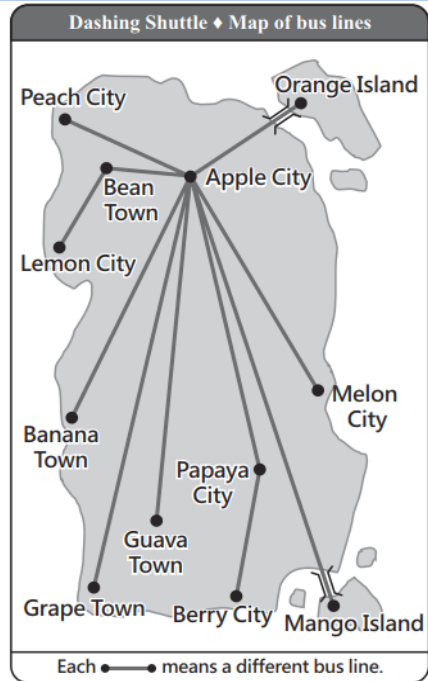 Dashing Shuttle ♦ Map of bus lines
Orange Island
Peach City
Apple City
Bean
Town
Lemon City
Melon
City
Banana
Town
Papaya
City
Guava
Town
Grape Town
Berry City
Mango Island
Each means a different bus line.